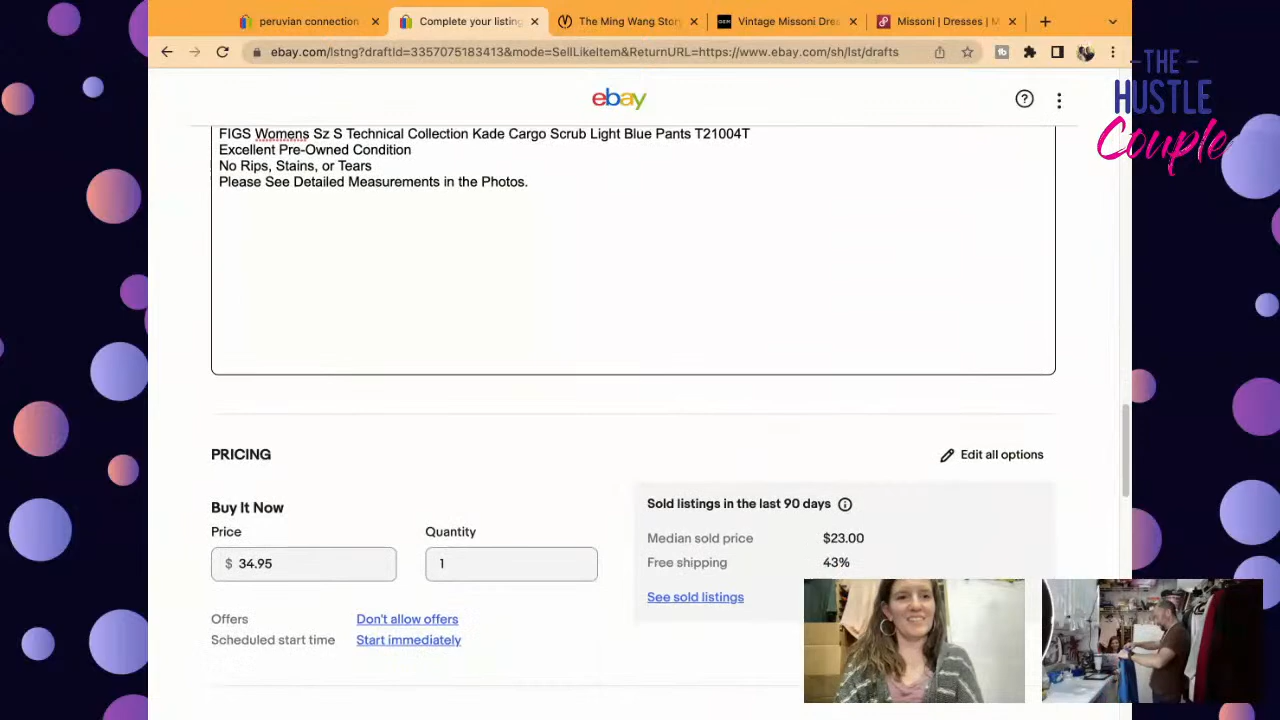 peruvian connection
Complete your listing
The Ming Wang Story
Vintage Missoni Dre
Missoni | Dresses | M
ebay.com/lstng?draftId=3357075183413&mode=SellLikeItem&ReturnURL=https://www.ebay.com/sh/lst/drafts
THE
HUSTLE
Couple
ebay
FIGS Womens Sz S Technical Collection Kade Cargo Scrub Light Blue Pants T21004T
Excellent Pre-Owned Condition
No Rips, Stains, or Tears
Please See Detailed Measurements in the Photos.
PRICING
Edit all options
Buy It Now
Sold listings in the last 90 days
Price
Quantity
Median sold price
$23.00
$ 34.95
1
Free shipping
43%
See sold listings
Offers
Don't allow offers
Scheduled start time
Start immediately